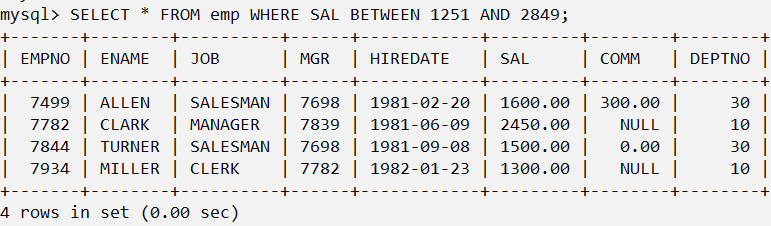 mysql> SELECT * FROM emp WHERE SAL BETWEEN 1251 AND 2849;
+-------+--------+----------+------+------------+---------+--------+--------+
| EMPNO | ENAME | JOB | MGR | HIREDATE | SAL | COMM | DEPTNO |
+-------+--------+----------+------+------------+---------+--------+--------+
| 7499 | ALLEN | SALESMAN | 7698 | 1981-02-20 | 1600.00 | 300.00 | 30 |
| 7782 | CLARK | MANAGER | 7839 | 1981-06-09 | 2450.00 | NULL | 10 |
| 7844 | TURNER | SALESMAN | 7698 | 1981-09-08 | 1500.00 | 0.00 | 30 |
| 7934 | MILLER | CLERK | 7782 | 1982-01-23 | 1300.00 | NULL | 10 |
+-------+--------+----------+------+------------+---------+--------+--------+
4 rows in set (0.00 sec)